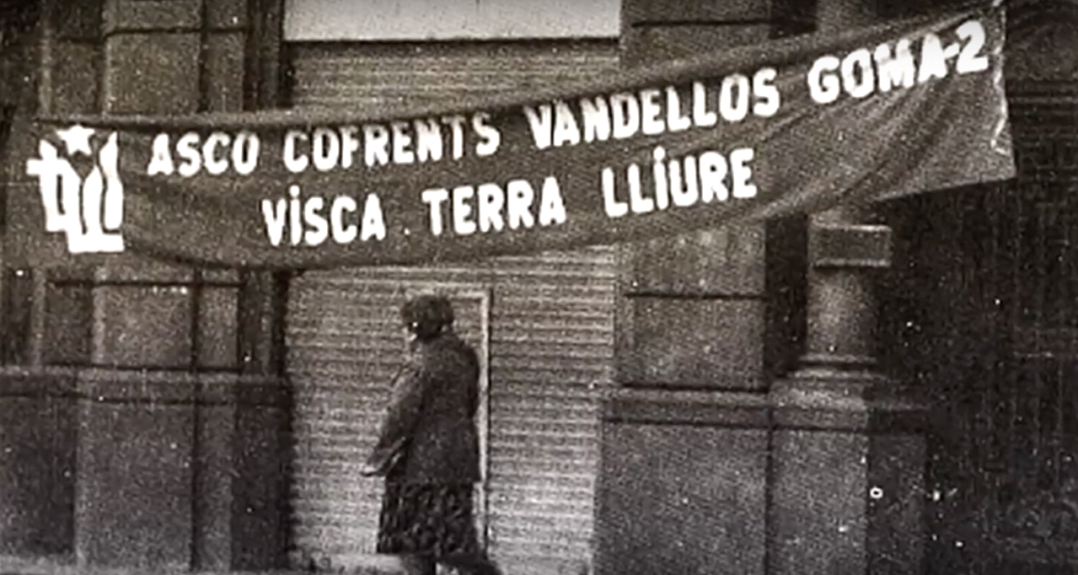 ASCO COFRENTS VANDELLOS GOMA-2
VISCA TERRA LLIURE